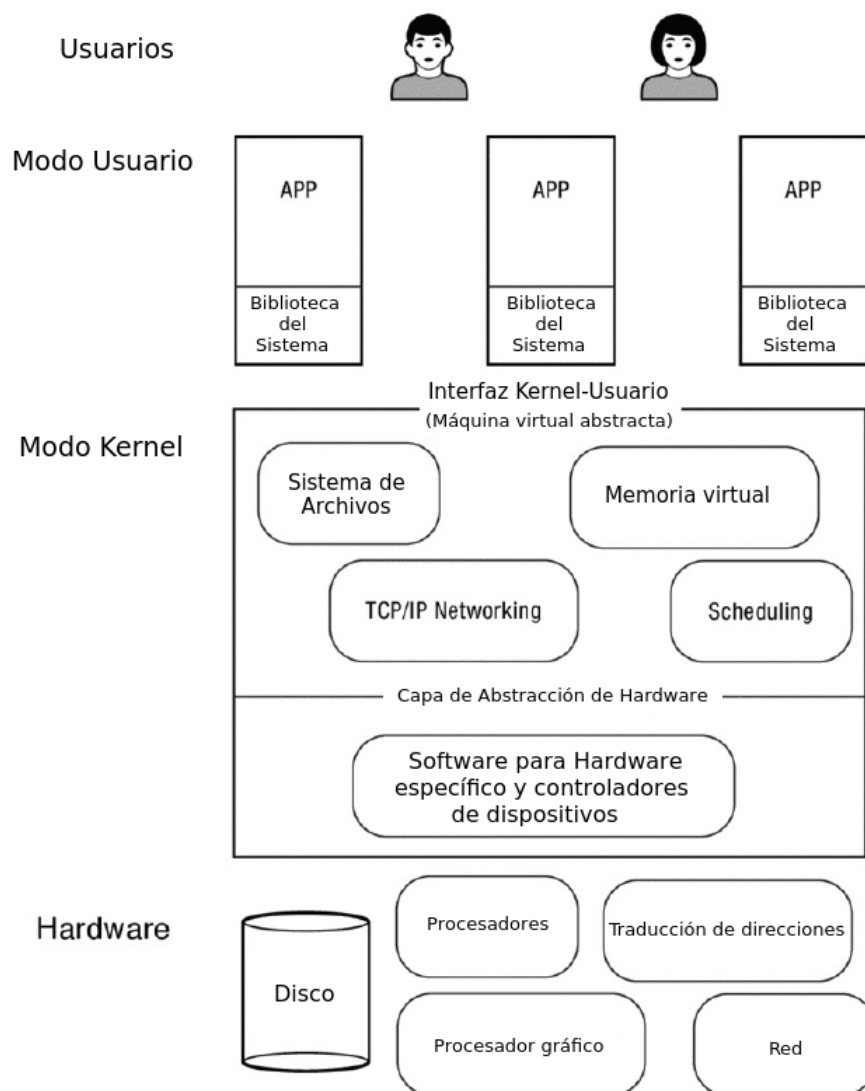 Usuarios
Modo Usuario
APP
APP
APP
Biblioteca
del
Sistema
Biblioteca
del
Sistema
Biblioteca
del
Sistema
Interfaz Kernel-Usuario
(Máquina virtual abstracta)
Modo Kernel
Sistema de
Archivos
Memoria virtual
TCP/IP Networking
Scheduling
Capa de Abstracción de Hardware
Software para Hardware
específico y controladores
de dispositivos
Hardware
Disco
Procesadores
Traducción de direcciones
Procesador gráfico
Red